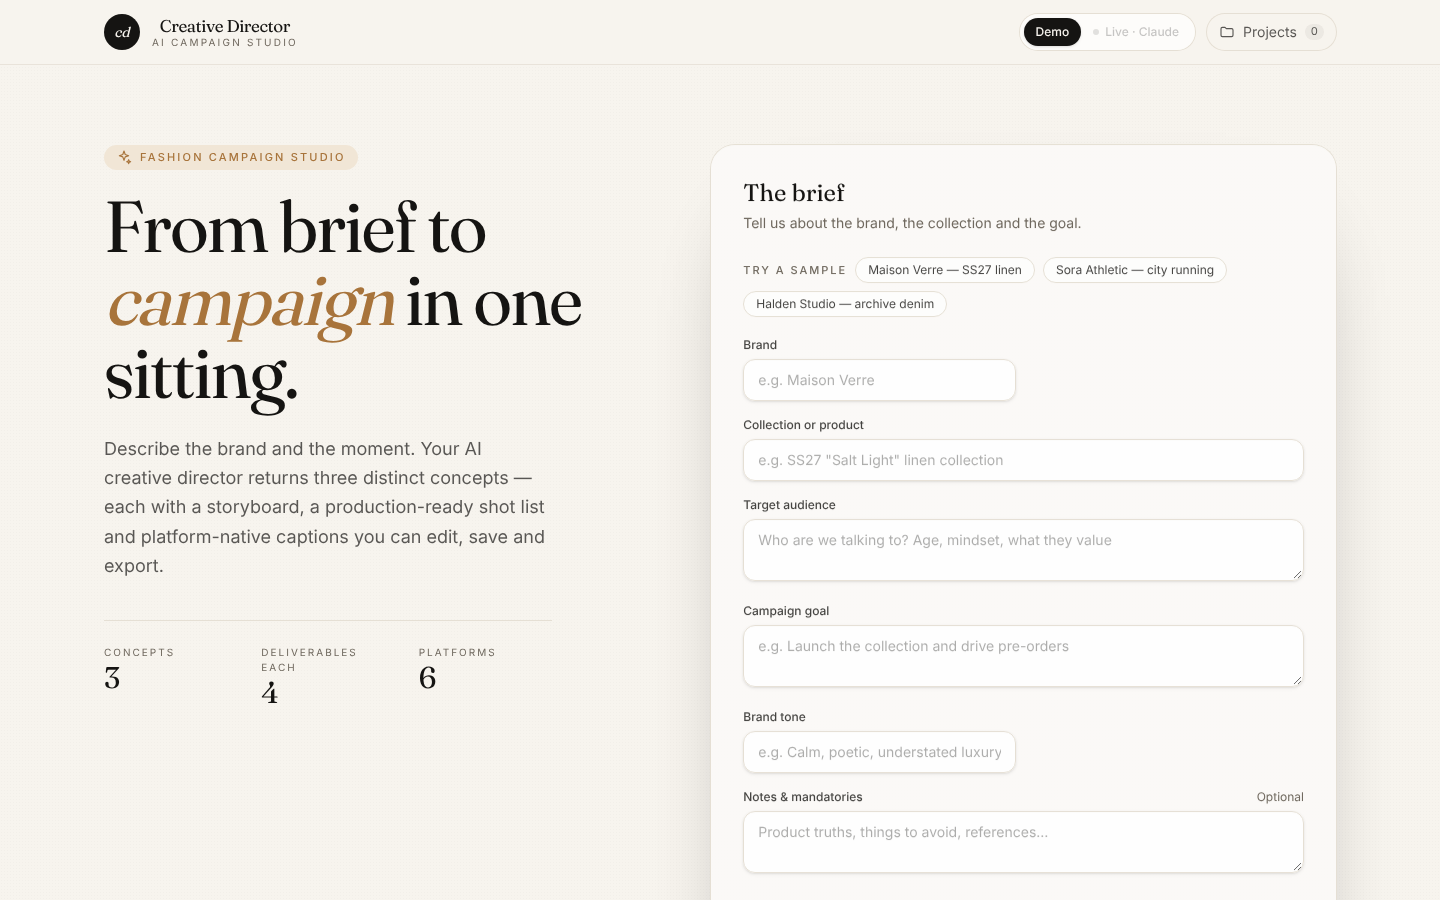 cd
Creative Director
AI CAMPAIGN STUDIO
Demo
Live · Claude
Projects 0
FASHION CAMPAIGN STUDIO
From brief to
campaign in one
sitting.
Describe the brand and the moment. Your AI
creative director returns three distinct concepts —
each with a storyboard, a production-ready shot list
and platform-native captions you can edit, save and
export.
CONCEPTS
3
DELIVERABLES
EACH
4
PLATFORMS
6
The brief
Tell us about the brand, the collection and the goal.
TRY A SAMPLE
Maison Verre — SS27 linen
Sora Athletic — city running
Halden Studio — archive denim
Brand
e.g. Maison Verre
Collection or product
e.g. SS27 "Salt Light" linen collection
Target audience
Who are we talking to? Age, mindset, what they value
Campaign goal
e.g. Launch the collection and drive pre-orders
Brand tone
e.g. Calm, poetic, understated luxury
Notes & mandatories
Optional
Product truths, things to avoid, references...